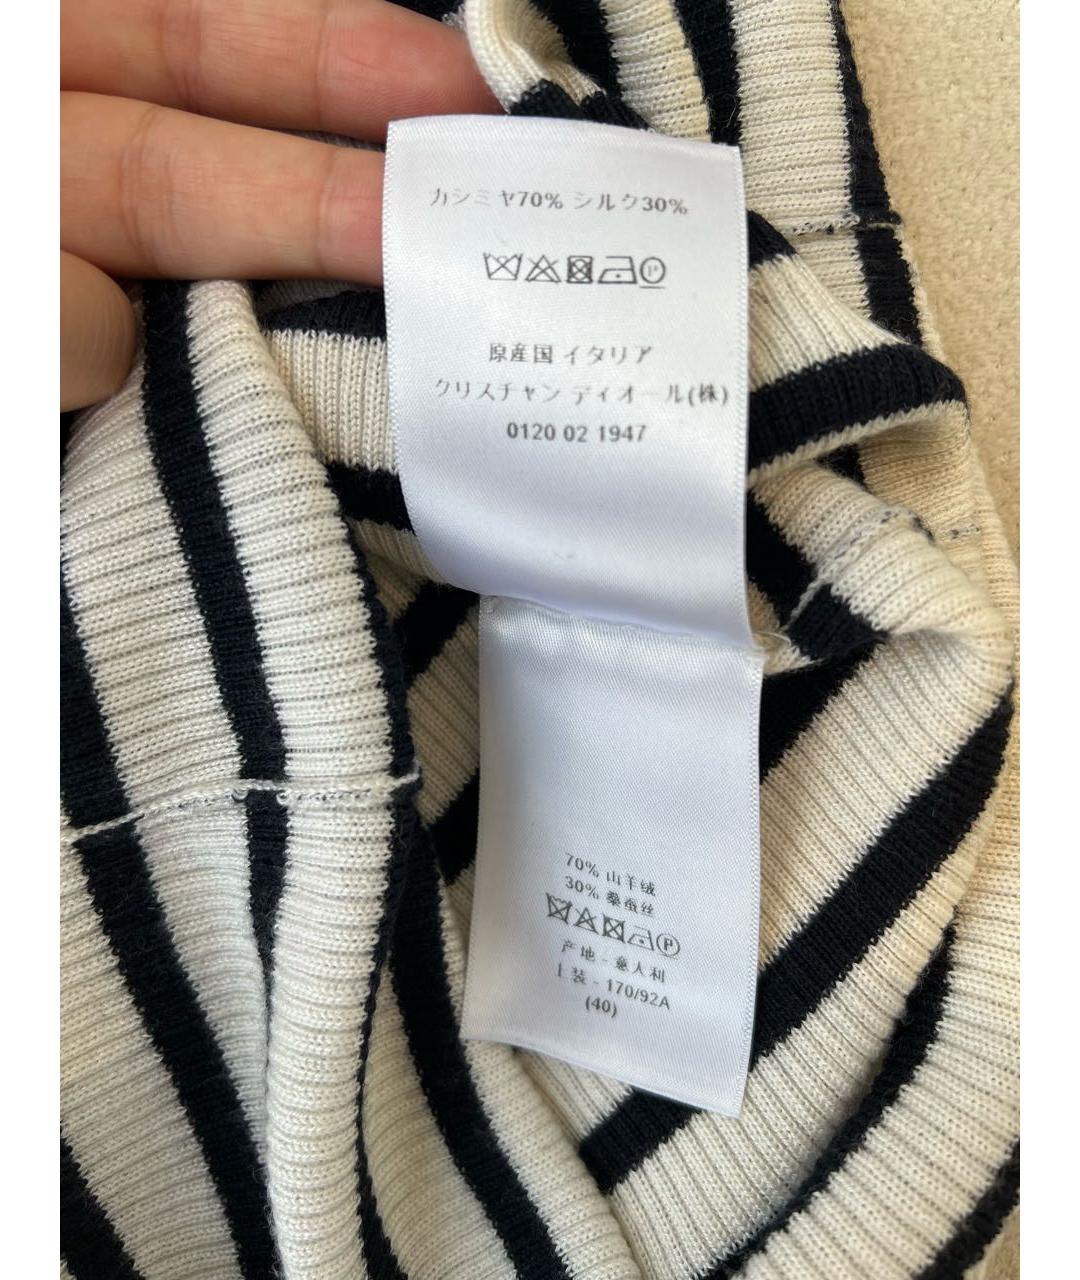 カシミヤ70% シルク30%
P
原産国 イタリア
クリスチャン ディオール(株)
0120 02 1947
70% 山羊绒
30% 桑蚕丝
P
产地 - 意大利
上装 - 170/92A
(40)